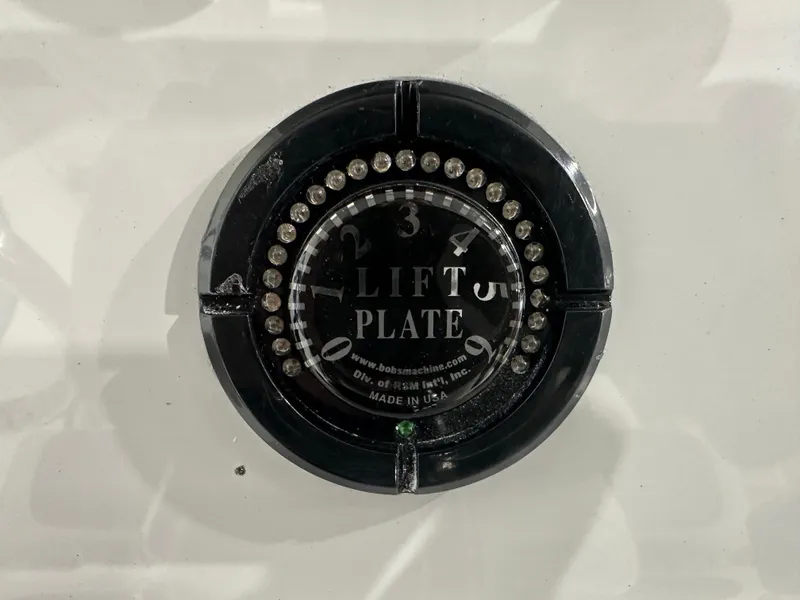 0 1 2 3 4 5 6
LIFT
PLATE
www.bobsmachine.com
Div. of RBM Int'l, Inc.
MADE IN USA